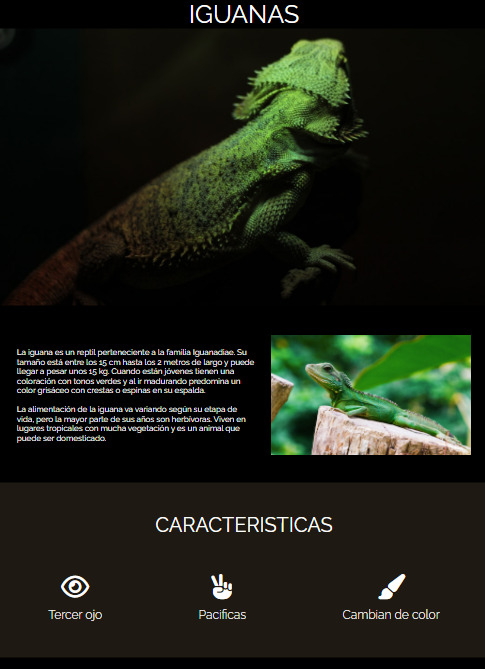 IGUANAS
La iguana es un reptil perteneciente a la familia Iguanadiae. Su
tamaño está entre los 15 cm hasta los 2 metros de largo y puede
llegar a pesar unos 15 kg. Cuando están jóvenes tienen una
coloración con tonos verdes y al ir madurando predomina un
color grisáceo con crestas o espinas en su espalda.
La alimentación de la iguana va variando según su etapa de
vida, pero la mayor parte de sus años son herbívoras. Viven en
lugares tropicales con mucha vegetación y es un animal que
puede ser domesticado.
CARACTERISTICAS
Tercer ojo
Pacificas
Cambian de color